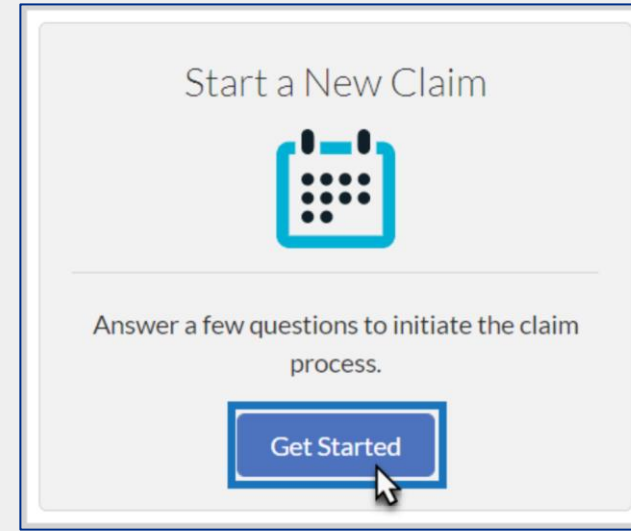 Start a New Claim
Answer a few questions to initiate the claim
process.
Get Started